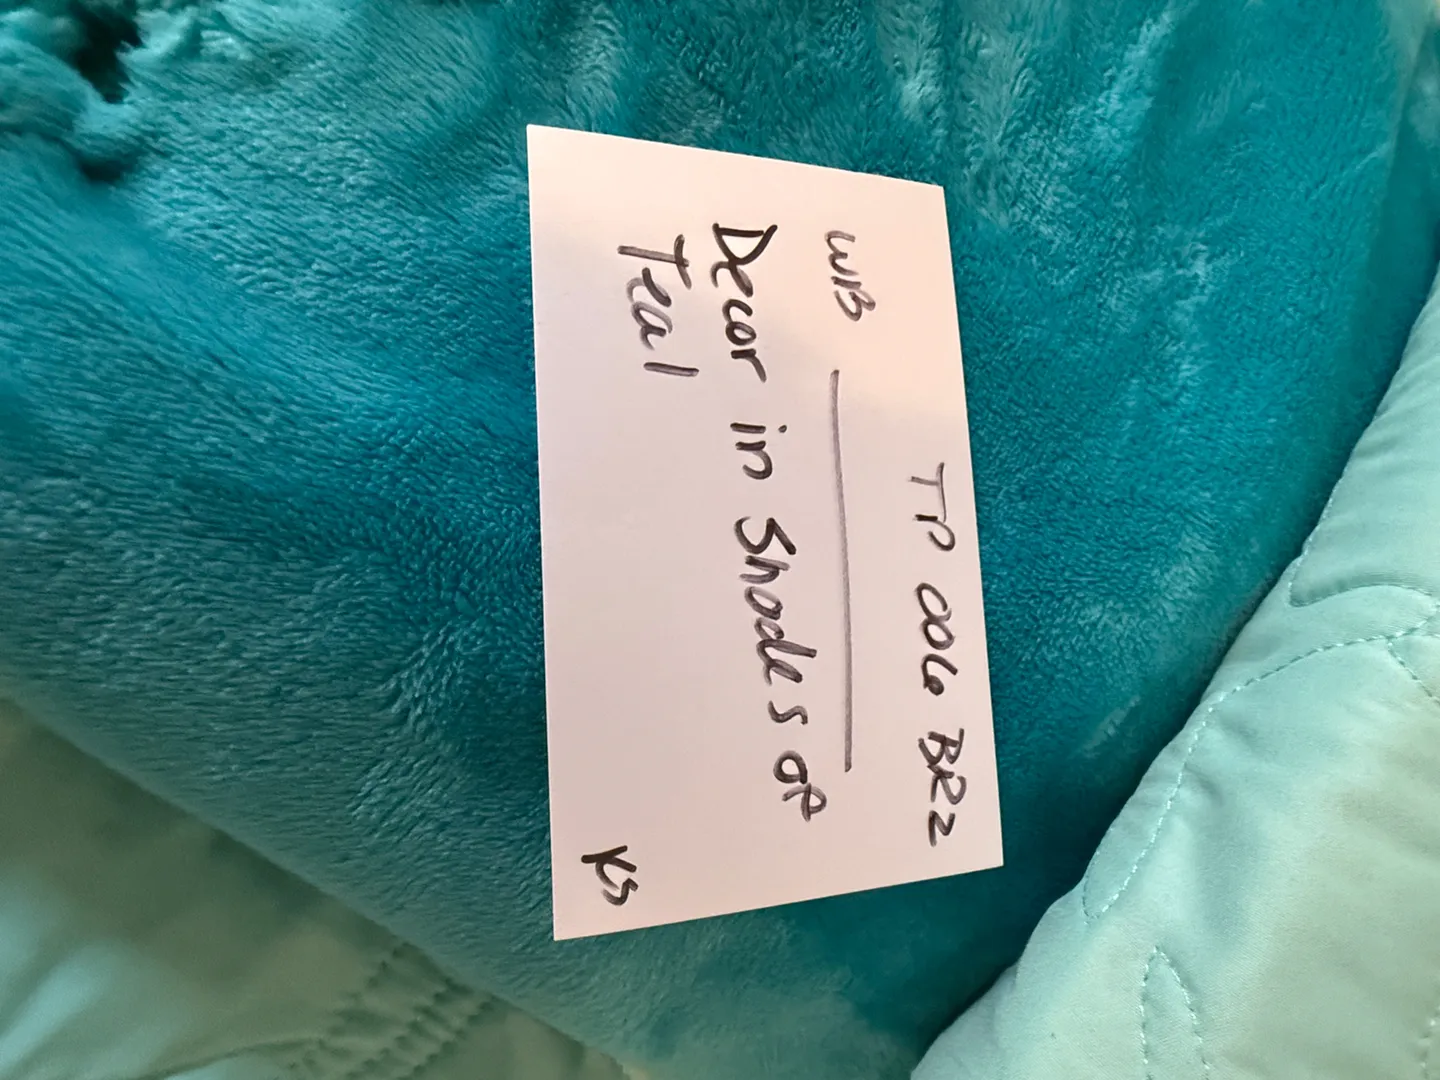 TP 006 BR2
WB
Decor in Shades of
Teal
KS